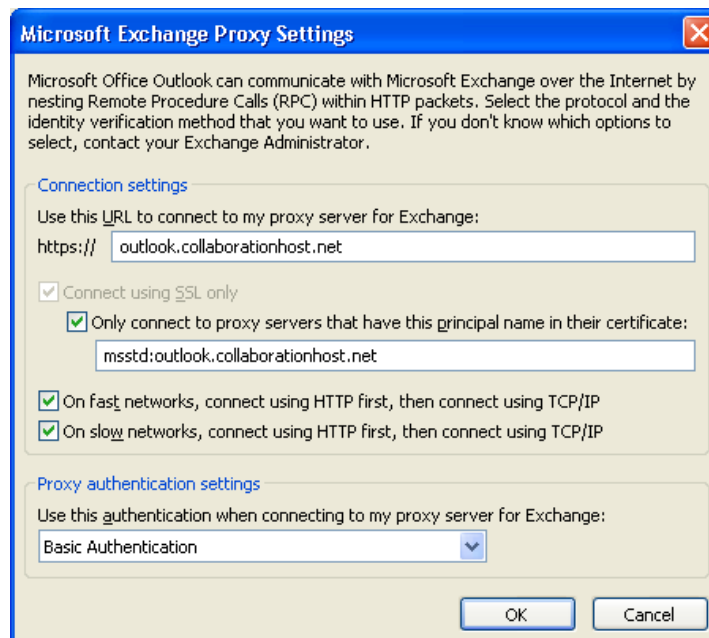 Microsoft Exchange Proxy Settings
Microsoft Office Outlook can communicate with Microsoft Exchange over the Internet by
nesting Remote Procedure Calls (RPC) within HTTP packets. Select the protocol and the
identity verification method that you want to use. If you don't know which options to
select, contact your Exchange Administrator.
Connection settings
Use this URL to connect to my proxy server for Exchange:
https:// outlook.collaborationhost.net
Connect using SSL only
Only connect to proxy servers that have this principal name in their certificate:
msstd:outlook.collaborationhost.net
On fast networks, connect using HTTP first, then connect using TCP/IP
On slow networks, connect using HTTP first, then connect using TCP/IP
Proxy authentication settings
Use this authentication when connecting to my proxy server for Exchange:
Basic Authentication
OK Cancel